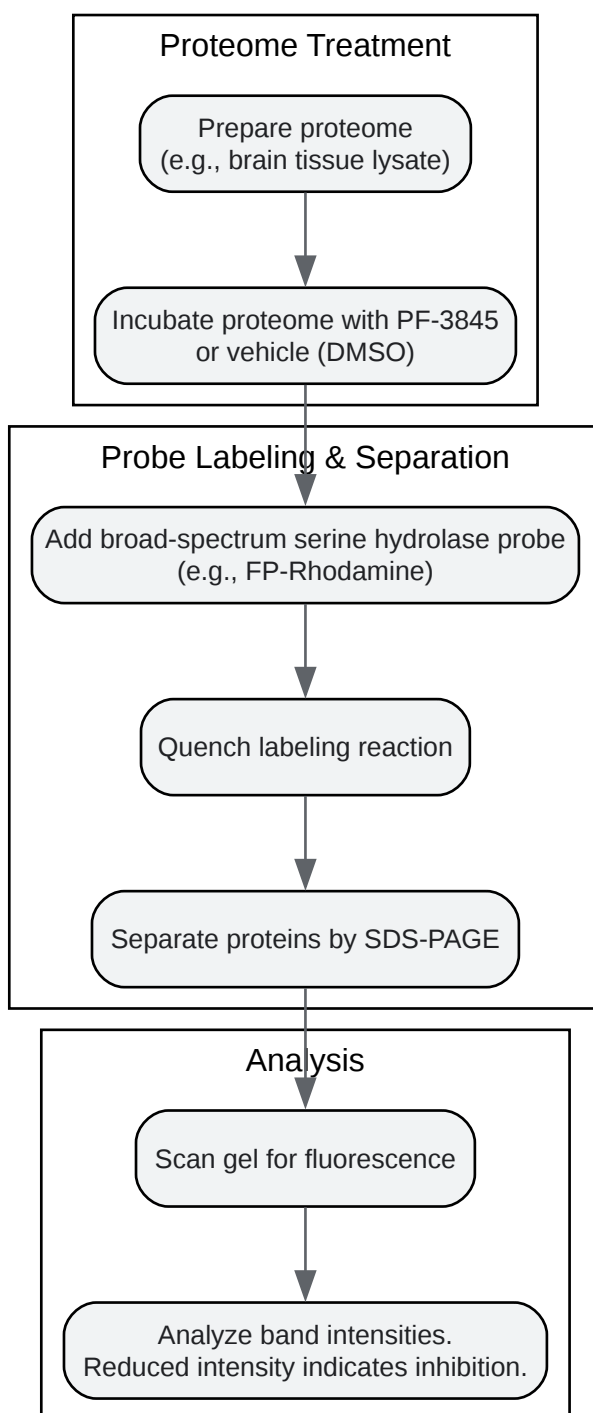 Proteome Treatment
Prepare proteome
(e.g., brain tissue lysate)
Incubate proteome with PF-3845
or vehicle (DMSO)
Probe Labeling & Separation
Add broad-spectrum serine hydrolase probe
(e.g., FP-Rhodamine)
Quench labeling reaction
Separate proteins by SDS-PAGE
Analysis
Scan gel for fluorescence
Analyze band intensities.
Reduced intensity indicates inhibition.